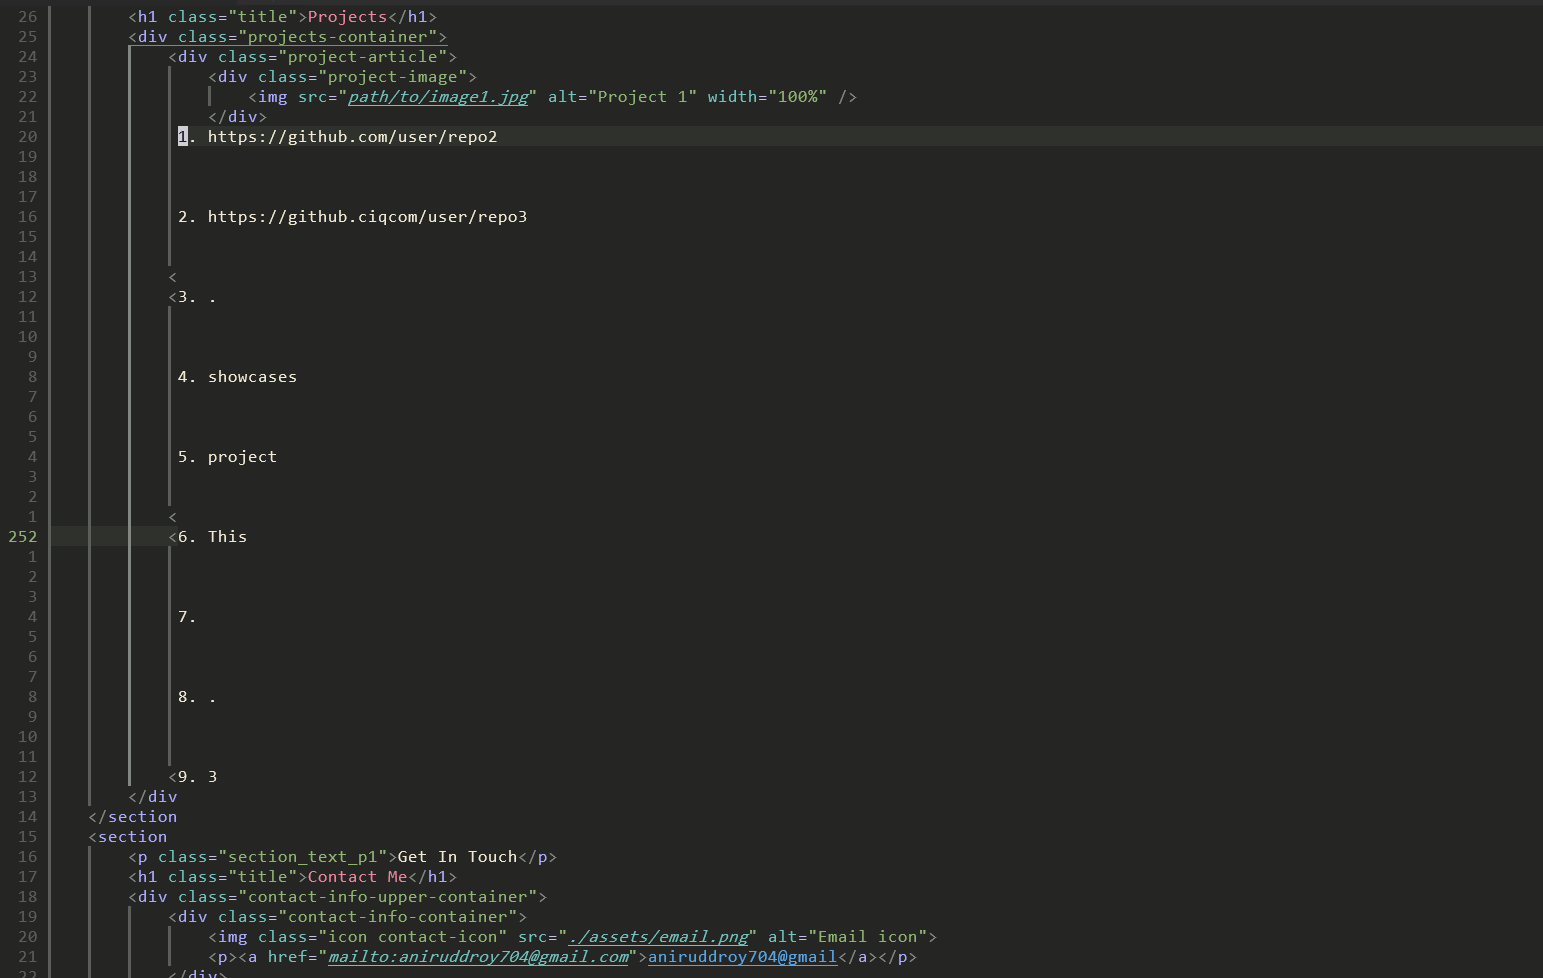 26 <h1 class="title">Projects</h1>
25 <div class="projects-container">
24 <div class="project-article">
23 <div class="project-image">
22 <img src="path/to/image1.jpg" alt="Project 1" width="100%" />
21 </div>
20 1. https://github.com/user/repo2
19
18
17
16 2. https://github.ciqcom/user/repo3
15
14
13 <
12 <3. .
11
10
9
8 4. showcases
7
6
5
4 5. project
3
2
1 <
252 <6. This
1
2
3
4 7.
5
6
7
8 8. .
9
10
11
12 <9. 3
13 </div
14 </section
15 <section
16 <p class="section_text_p1">Get In Touch</p>
17 <h1 class="title">Contact Me</h1>
18 <div class="contact-info-upper-container">
19 <div class="contact-info-container">
20 <img class="icon contact-icon" src="./assets/email.png" alt="Email icon">
21 <p><a href="mailto:aniruddroy704@gmail.com">aniruddroy704@gmail</a></p>
22 </div>